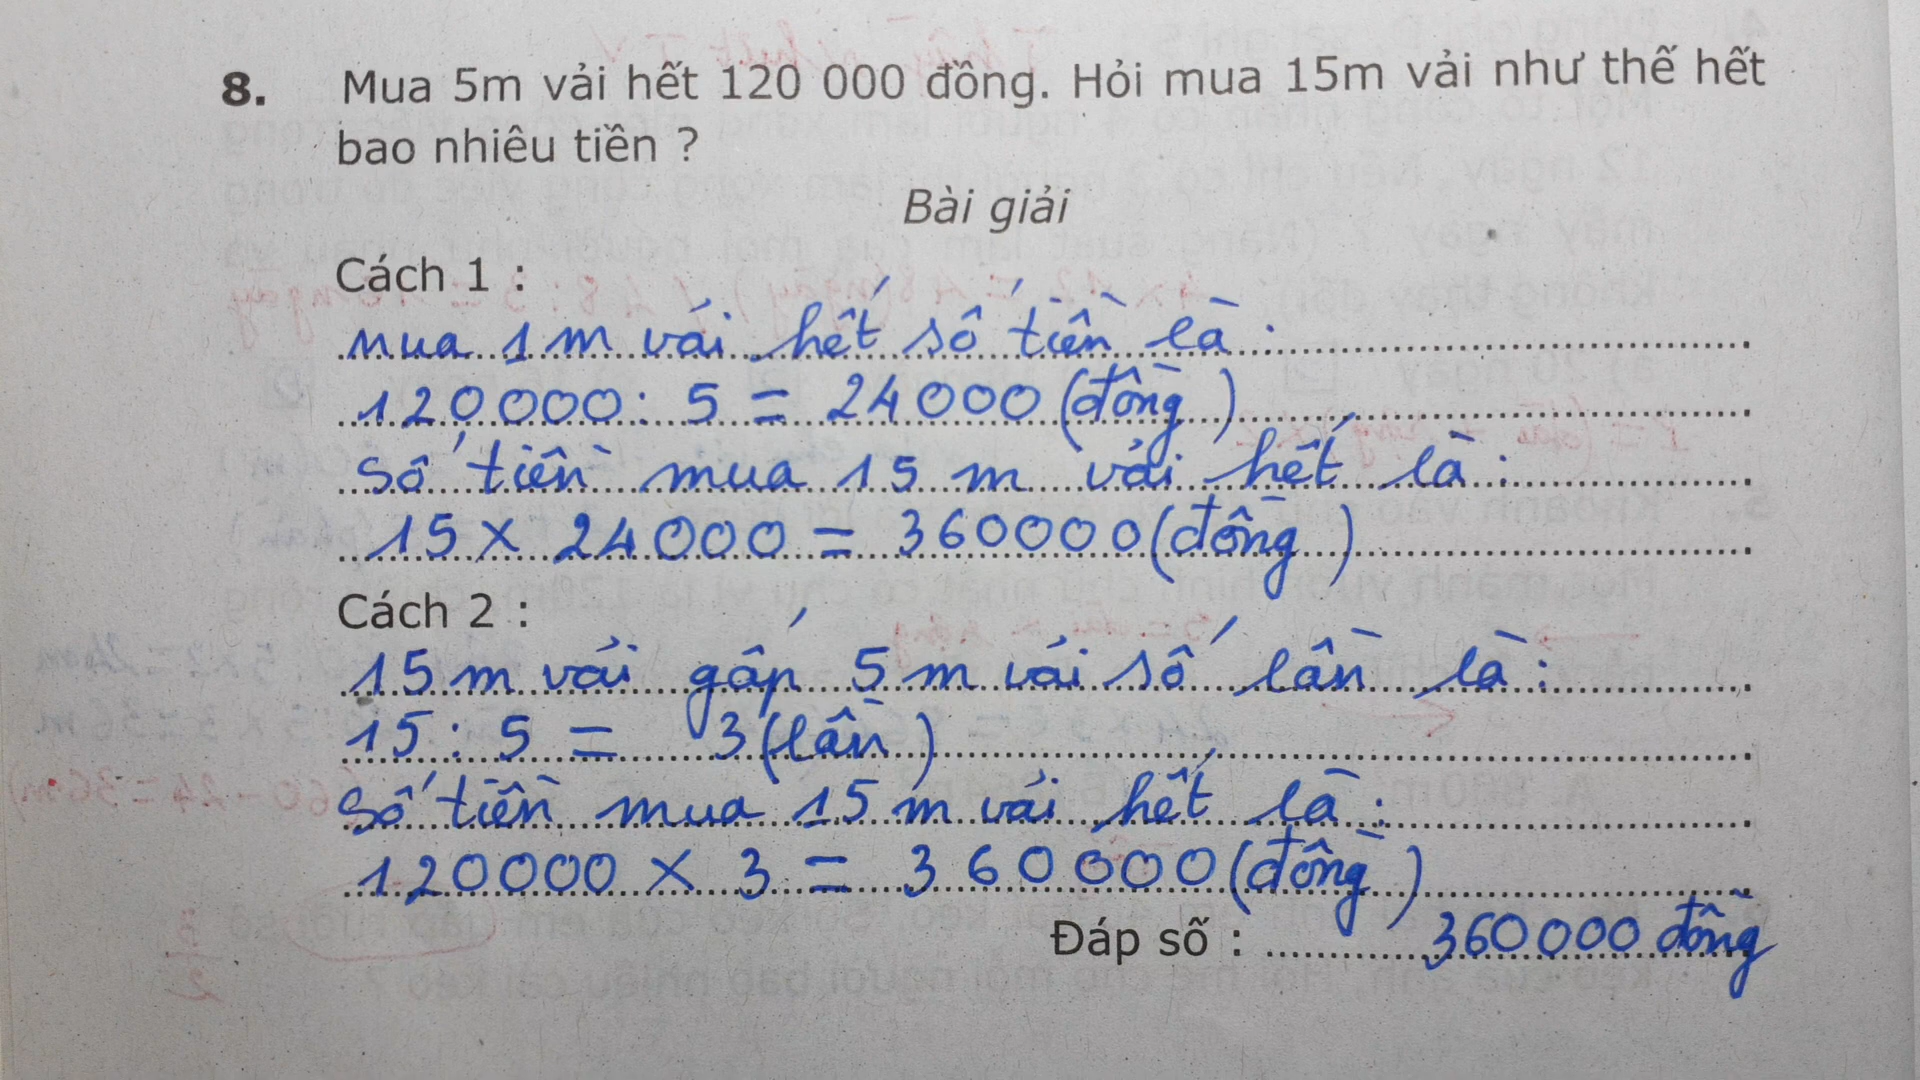 8. Mua 5m vải hết 120 000 đồng. Hỏi mua 15m vải như thế hết
bao nhiêu tiền ?
Bài giải
Cách 1 :
Mua 1 m vải hết số tiền là :
120000 : 5 = 24000 (đồng)
Số tiền mua 15 m vải hết là :
15 x 24000 = 360000 (đồng)
Cách 2 :
15 m vải gấp 5 m vải số lần là :
15 : 5 = 3 (lần)
Số tiền mua 15 m vải hết là :
120000 x 3 = 360000 (đồng)
Đáp số : 360000 đồng